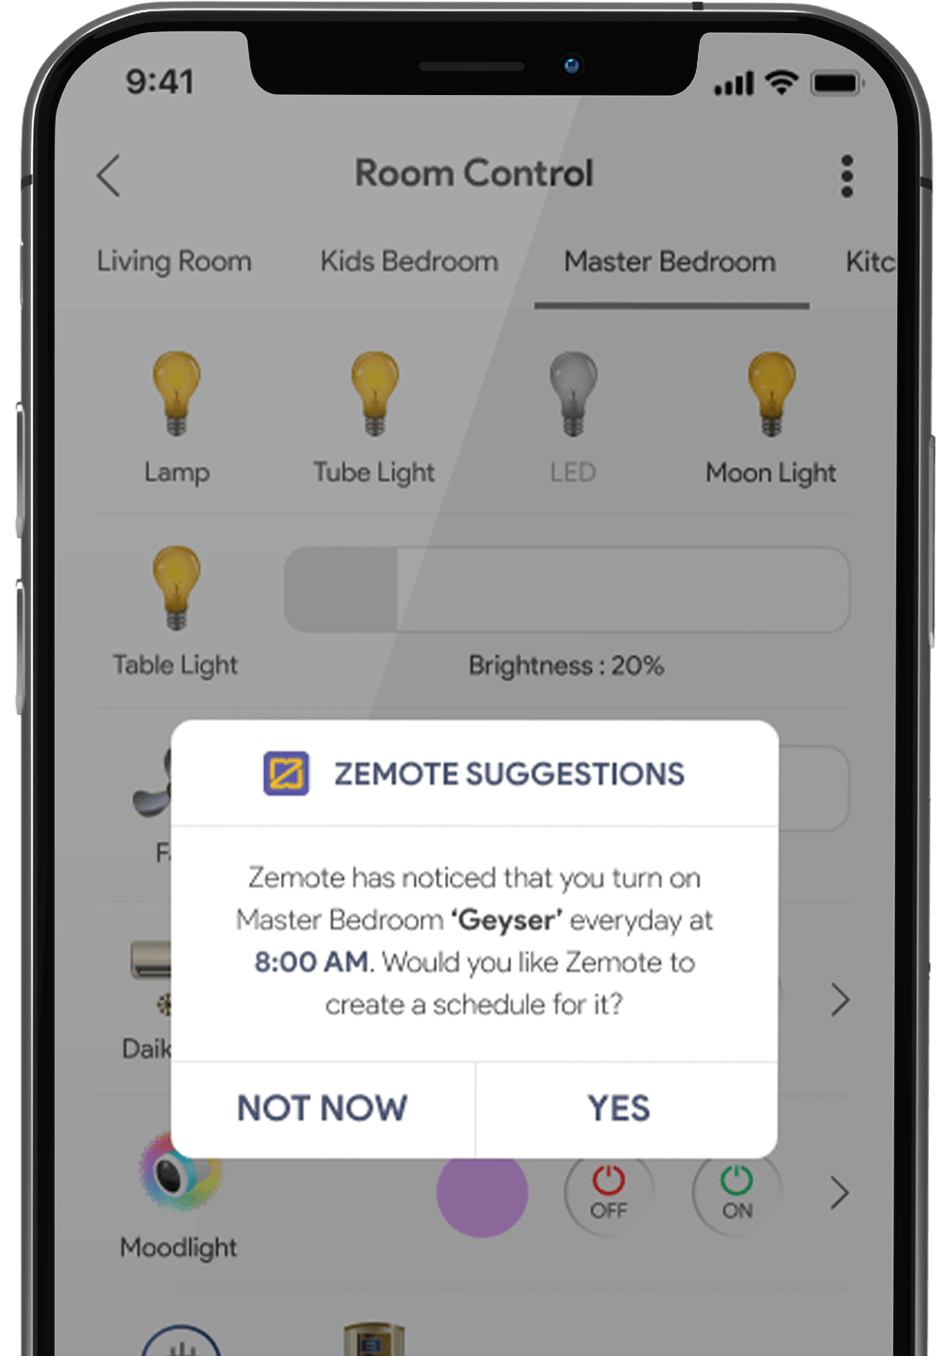 9:41
Room Control
Living Room Kids Bedroom Master Bedroom Kitc
Lamp Tube Light LED Moon Light
Table Light
Brightness : 20%
ZEMOTE SUGGESTIONS
Zemote has noticed that you turn on
Master Bedroom ‘Geyser’ everyday at
8:00 AM. Would you like Zemote to
create a schedule for it?
Daik
NOT NOW YES
OFF ON
Moodlight